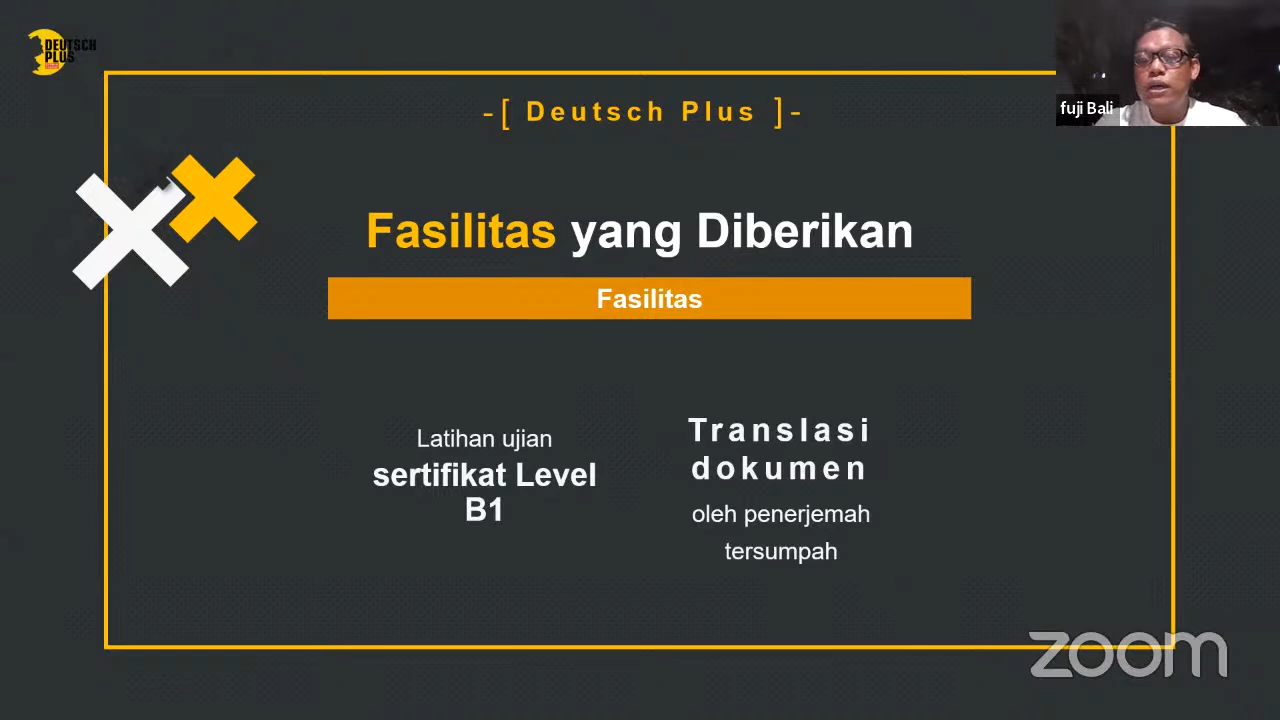 DEUTSCH
PLUS
-[ Deutsch Plus ]-
fuji Bali
Fasilitas yang Diberikan
Fasilitas
Latihan ujian
sertifikat Level
B1
Translasi
dokumen
oleh penerjemah
tersumpah
zoom